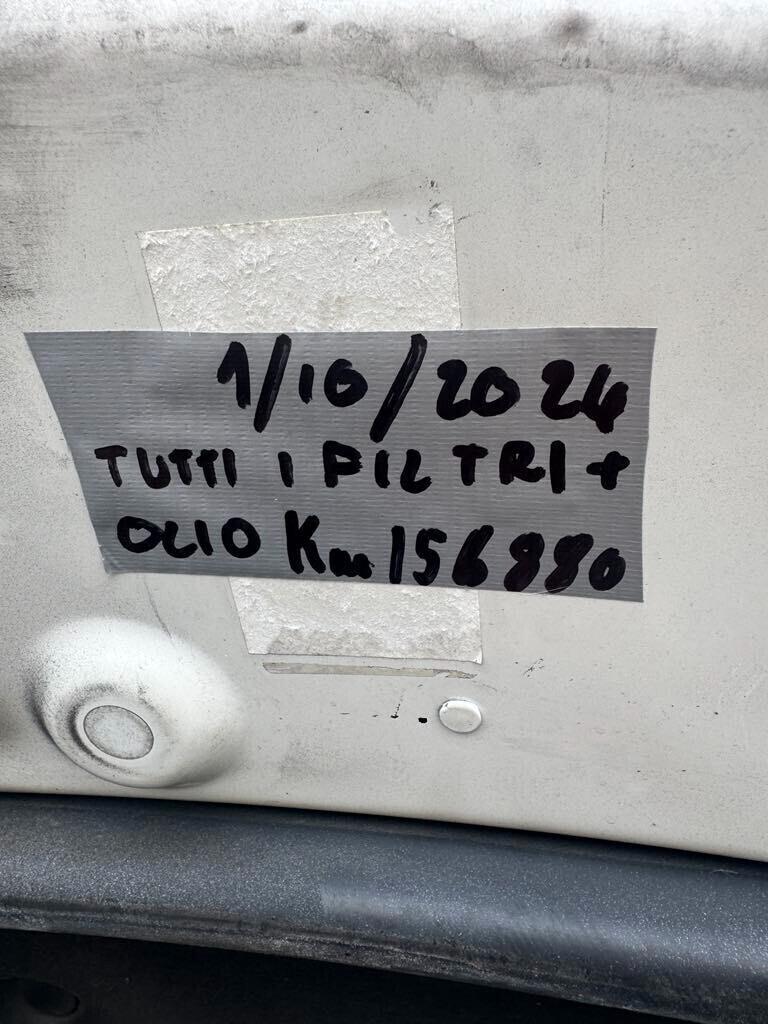 1/10/2024
TUTTI I FILTRI +
OLIO Km 156880